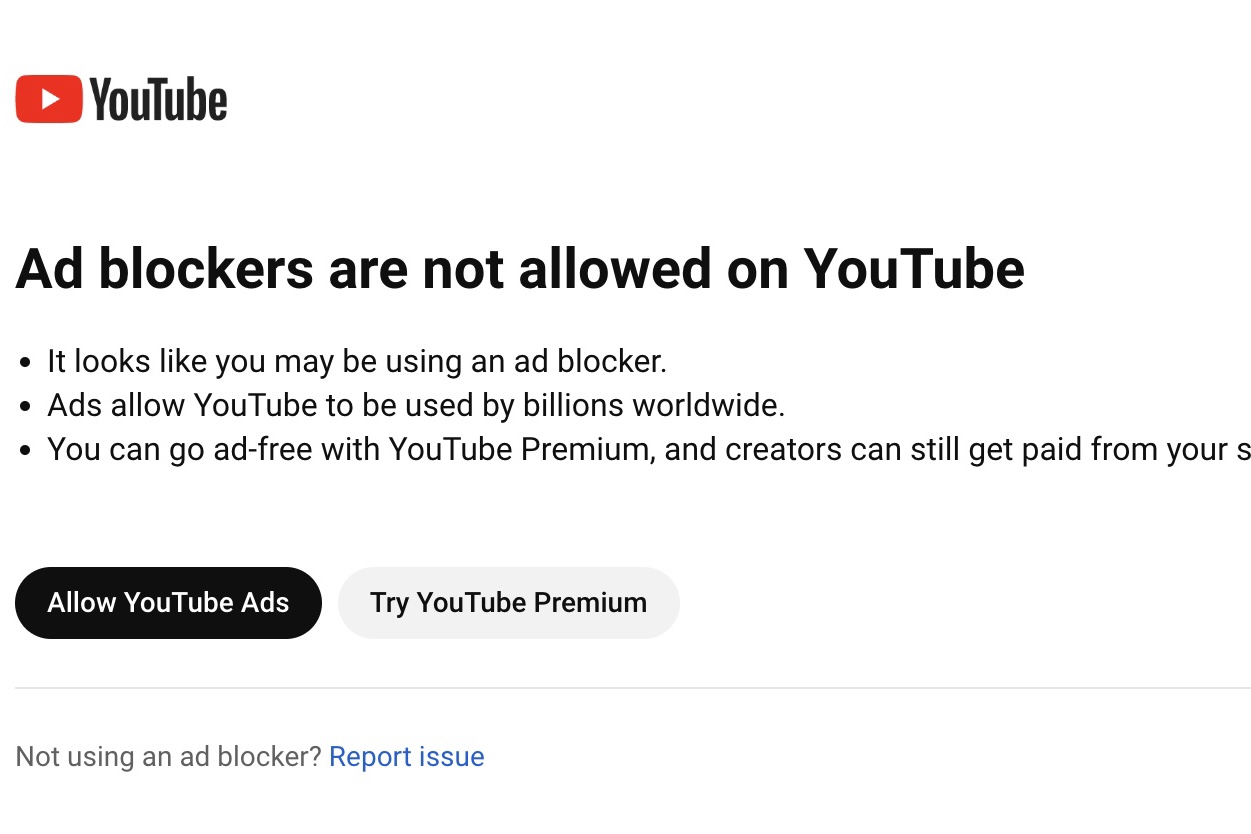 YouTube
Ad blockers are not allowed on YouTube
• It looks like you may be using an ad blocker.
• Ads allow YouTube to be used by billions worldwide.
• You can go ad-free with YouTube Premium, and creators can still get paid from your s
Allow YouTube Ads
Try YouTube Premium
Not using an ad blocker? Report issue